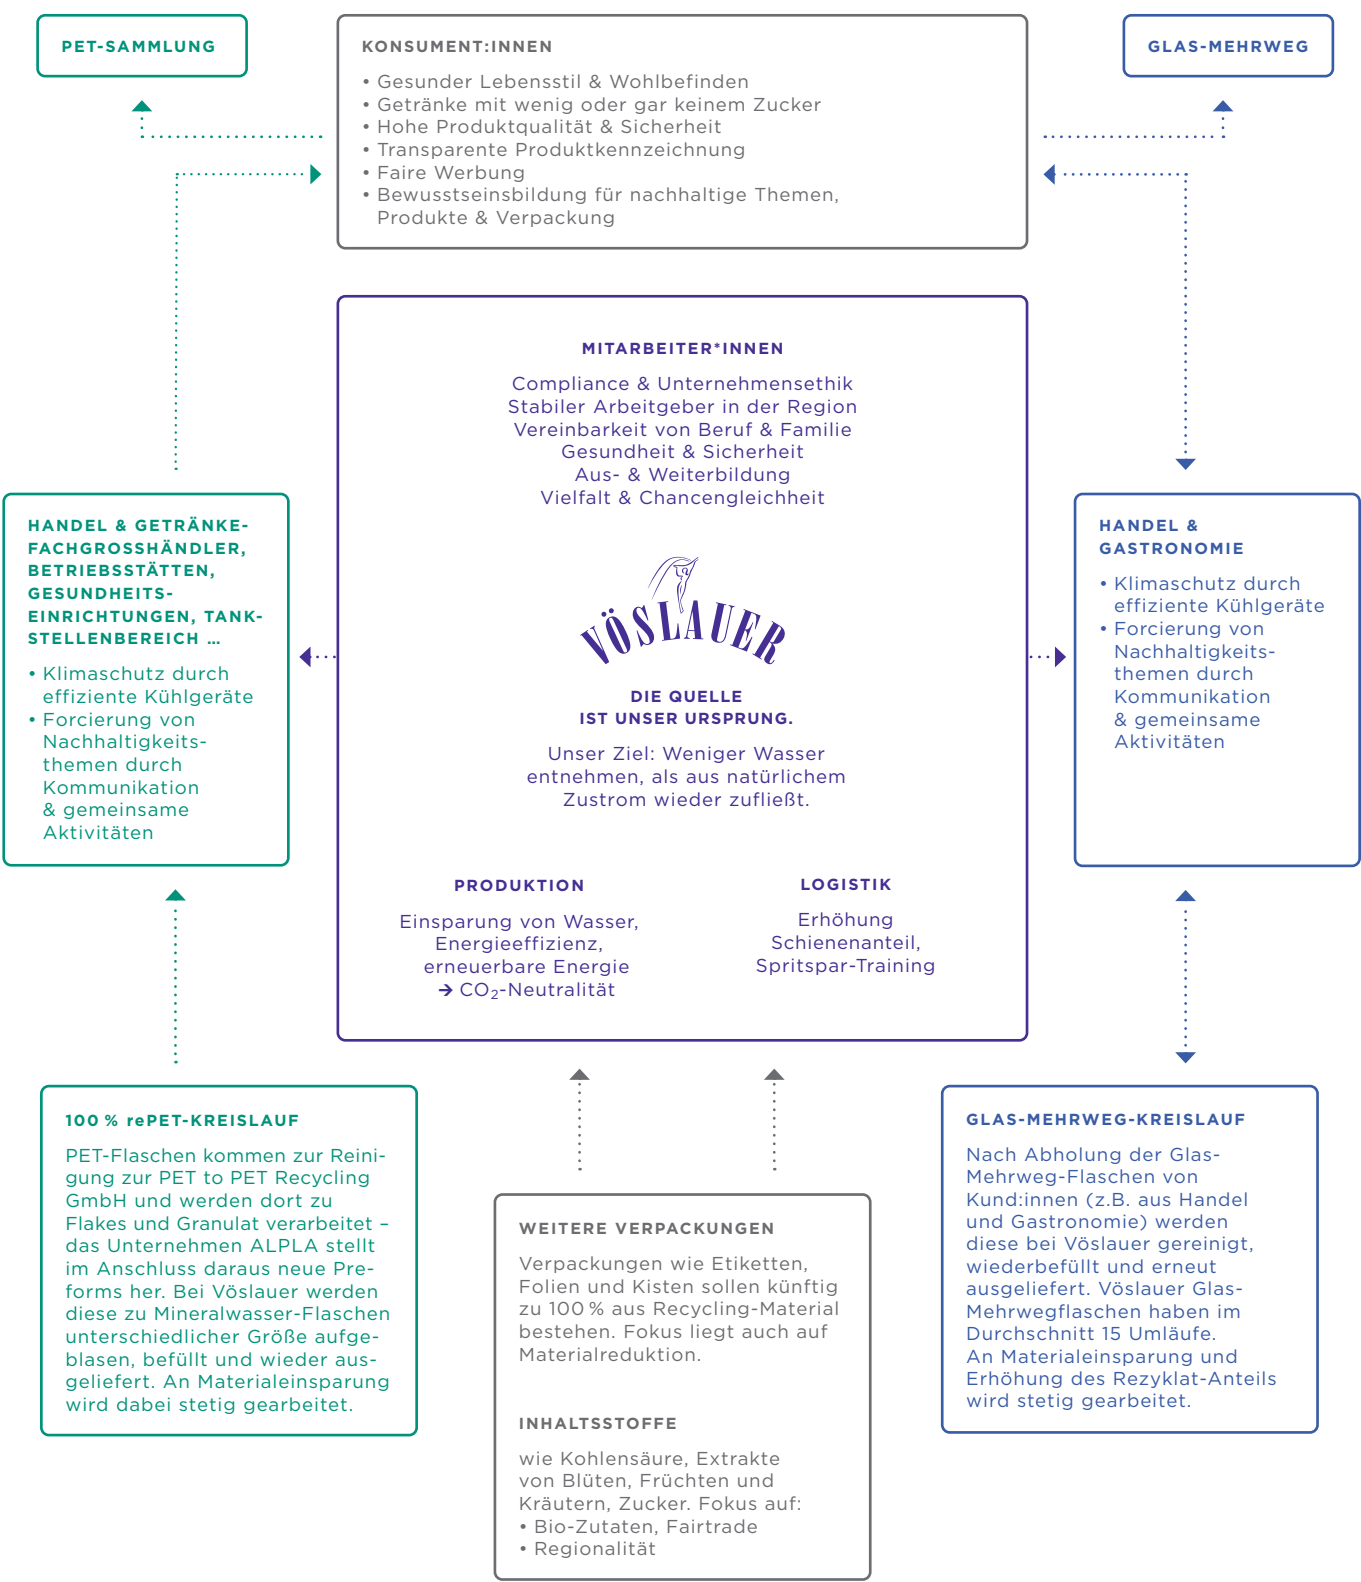 PET-SAMMLUNG
KONSUMENT:INNEN
• Gesunder Lebensstil & Wohlbefinden
• Getränke mit wenig oder gar keinem Zucker
• Hohe Produktqualität & Sicherheit
• Transparente Produktkennzeichnung
• Faire Werbung
• Bewusstseinsbildung für nachhaltige Themen,
Produkte & Verpackung
GLAS-MEHRWEG
MITARBEITER*INNEN
Compliance & Unternehmensethik
Stabiler Arbeitgeber in der Region
Vereinbarkeit von Beruf & Familie
Gesundheit & Sicherheit
Aus- & Weiterbildung
Vielfalt & Chancengleichheit
VÖSLAUER
DIE QUELLE
IST UNSER URSPRUNG.
Unser Ziel: Weniger Wasser
entnehmen, als aus natürlichem
Zustrom wieder zufließt.
PRODUKTION
Einsparung von Wasser,
Energieeffizienz,
erneuerbare Energie
→ CO₂-Neutralität
LOGISTIK
Erhöhung
Schienenanteil,
Spritspar-Training
HANDEL & GETRÄNKE-
FACHGROSSHÄNDLER,
BETRIEBSSTÄTTEN,
GESUNDHEITS-
EINRICHTUNGEN, TANK-
STELLENBEREICH …
• Klimaschutz durch
effiziente Kühlgeräte
• Forcierung von
Nachhaltigkeits-
themen durch
Kommunikation
& gemeinsame
Aktivitäten
HANDEL &
GASTRONOMIE
• Klimaschutz durch
effiziente Kühlgeräte
• Forcierung von
Nachhaltigkeits-
themen durch
Kommunikation
& gemeinsame
Aktivitäten
100 % rePET-KREISLAUF
PET-Flaschen kommen zur Reini-
gung zur PET to PET Recycling
GmbH und werden dort zu
Flakes und Granulat verarbeitet –
das Unternehmen ALPLA stellt
im Anschluss daraus neue Pre-
forms her. Bei Vöslauer werden
diese zu Mineralwasser-Flaschen
unterschiedlicher Größe aufge-
blasen, befüllt und wieder aus-
geliefert. An Materialeinsparung
wird dabei stetig gearbeitet.
WEITERE VERPACKUNGEN
Verpackungen wie Etiketten,
Folien und Kisten sollen künftig
zu 100 % aus Recycling-Material
bestehen. Fokus liegt auch auf
Materialreduktion.
INHALTSSTOFFE
wie Kohlensäure, Extrakte
von Blüten, Früchten und
Kräutern, Zucker. Fokus auf:
• Bio-Zutaten, Fairtrade
• Regionalität
GLAS-MEHRWEG-KREISLAUF
Nach Abholung der Glas-
Mehrweg-Flaschen von
Kund:innen (z.B. aus Handel
und Gastronomie) werden
diese bei Vöslauer gereinigt,
wiederbefüllt und erneut
ausgeliefert. Vöslauer Glas-
Mehrwegflaschen haben im
Durchschnitt 15 Umläufe.
An Materialeinsparung und
Erhöhung des Rezyklat-Anteils
wird stetig gearbeitet.